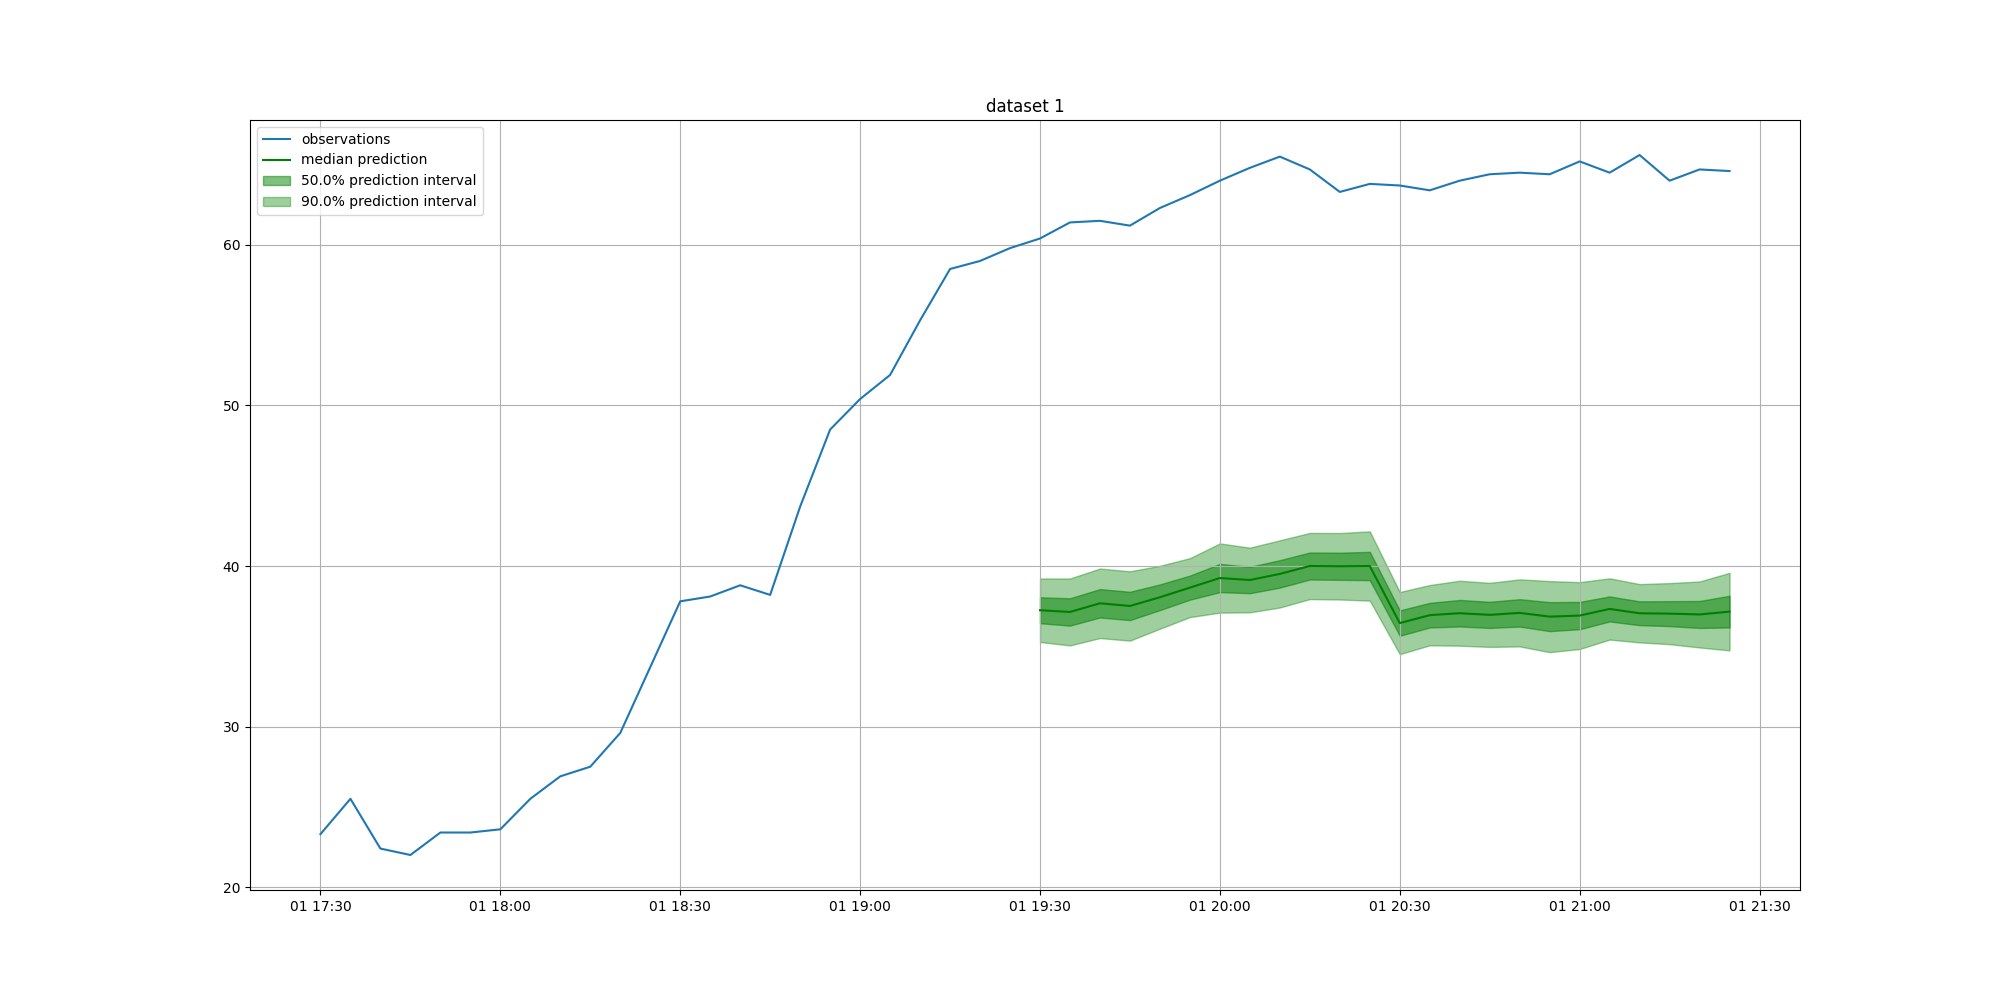 dataset 1
observations
median prediction
50.0% prediction interval
90.0% prediction interval
60
50
40
30
20
01 17:30 01 18:00 01 18:30 01 19:00 01 19:30 01 20:00 01 20:30 01 21:00 01 21:30